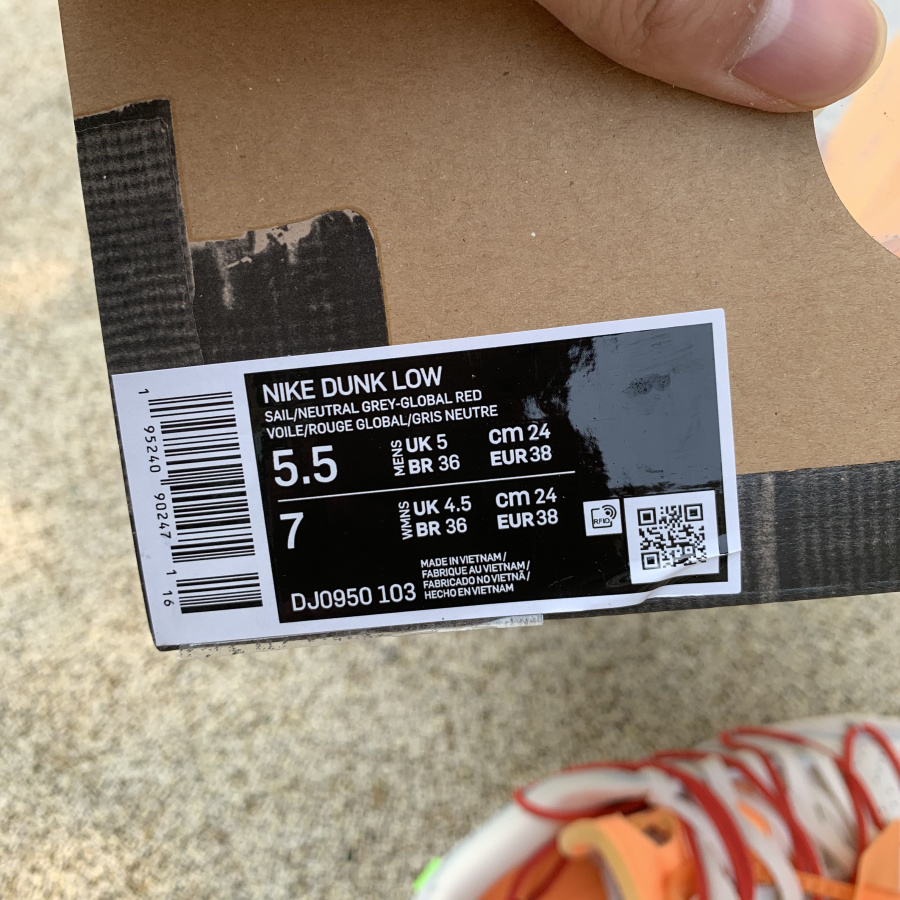 NIKE DUNK LOW
SAIL/NEUTRAL GREY-GLOBAL RED
VOILE/ROUGE GLOBAL/GRIS NEUTRE
5.5 MENS UK 5 cm 24
BR 36 EUR 38
7 WMNS UK 4.5 cm 24
BR 36 EUR 38
RFID
MADE IN VIETNAM /
FABRIQUE AU VIETNAM /
FABRICADO NO VIETNÃ /
HECHO EN VIETNAM
DJ0950 103
1 95240 90247 1 16